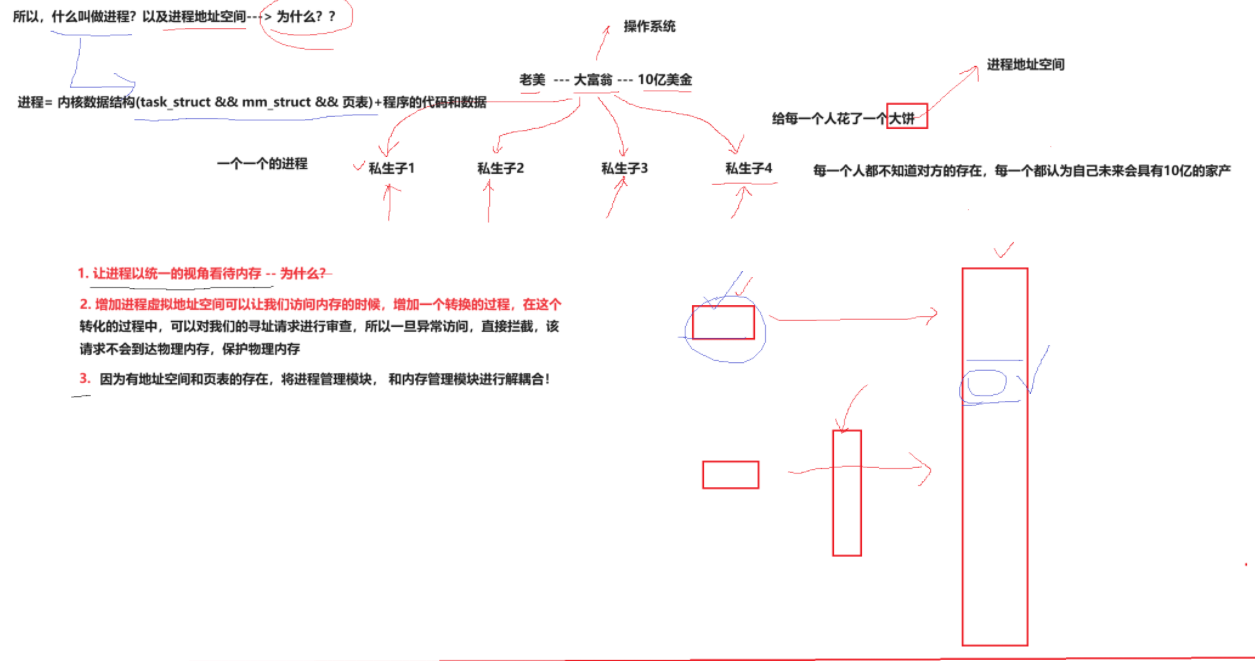 所以，什么叫做进程？以及进程地址空间---> 为什么？？
操作系统
老美 --- 大富翁 --- 10亿美金
进程地址空间
进程= 内核数据结构(task_struct && mm_struct && 页表)+程序的代码和数据
给每一个人花了一个大饼
一个一个的进程
私生子1
私生子2
私生子3
私生子4
每一个人都不知道对方的存在，每一个都认为自己未来会具有10亿的家产
1. 让进程以统一的视角看待内存 -- 为什么？
2. 增加进程虚拟地址空间可以让我们访问内存的时候，增加一个转换的过程，在这个
转化的过程中，可以对我们的寻址请求进行审查，所以一旦异常访问，直接拦截，该
请求不会到达物理内存，保护物理内存
3. 因为有地址空间和页表的存在，将进程管理模块， 和内存管理模块进行解耦合！